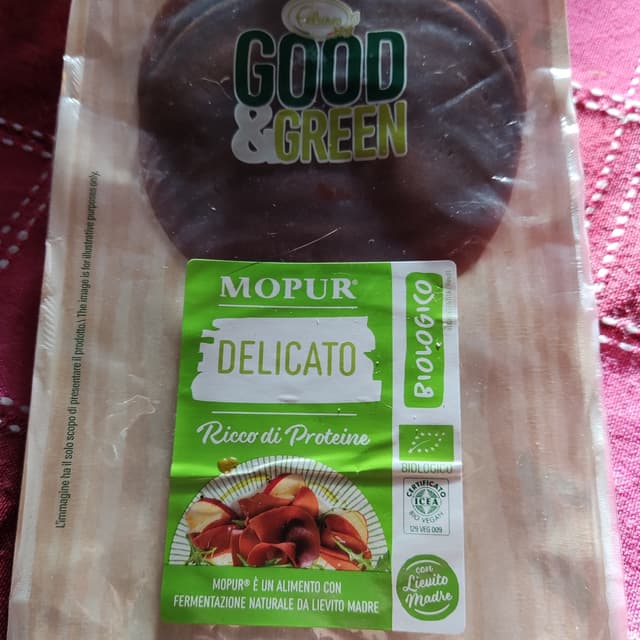 GOOD
&GREEN
L'immagine ha il solo scopo di presentare il prodotto. The image is for illustrative purposes only.
MOPUR®
DELICATO
Ricco di Proteine
MOPUR® È UN ALIMENTO CON
FERMENTAZIONE NATURALE DA LIEVITO MADRE
BIOLOGICO
BIOLOGICO
CERTIFICATO
ICEA
BIO VEGAN
129 VEG 009
con
Lievito
Madre